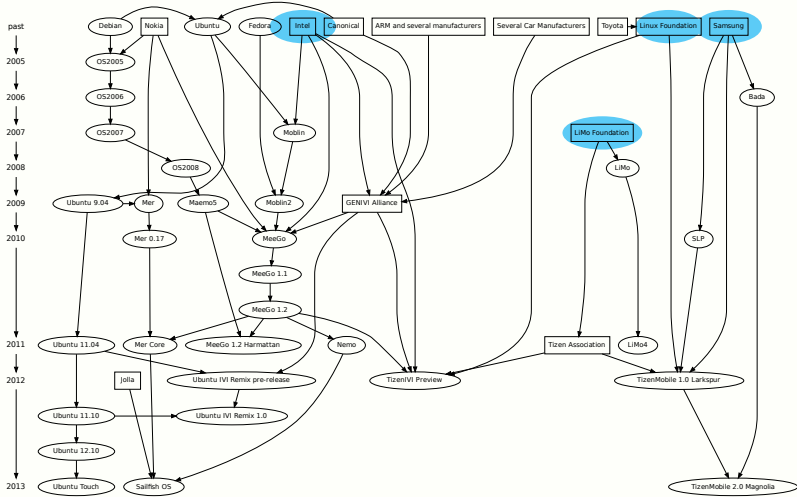 past
Debian
Nokia
Ubuntu
Fedora
Intel
Canonical
ARM and several manufacturers
Several Car Manufacturers
Toyota
Linux Foundation
Samsung
2005
OS2005
2006
OS2006
Bada
2007
OS2007
Moblin
LiMo Foundation
2008
OS2008
LiMo
2009
Ubuntu 9.04
Mer
Maemo5
Moblin2
GENIVI Alliance
2010
Mer 0.17
MeeGo
SLP
MeeGo 1.1
MeeGo 1.2
2011
Ubuntu 11.04
Mer Core
MeeGo 1.2 Harmattan
Nemo
Tizen Association
LiMo4
2012
Jolla
Ubuntu IVI Remix pre-release
TizenIVI Preview
TizenMobile 1.0 Larkspur
Ubuntu 11.10
Ubuntu IVI Remix 1.0
Ubuntu 12.10
2013
Ubuntu Touch
Sailfish OS
TizenMobile 2.0 Magnolia